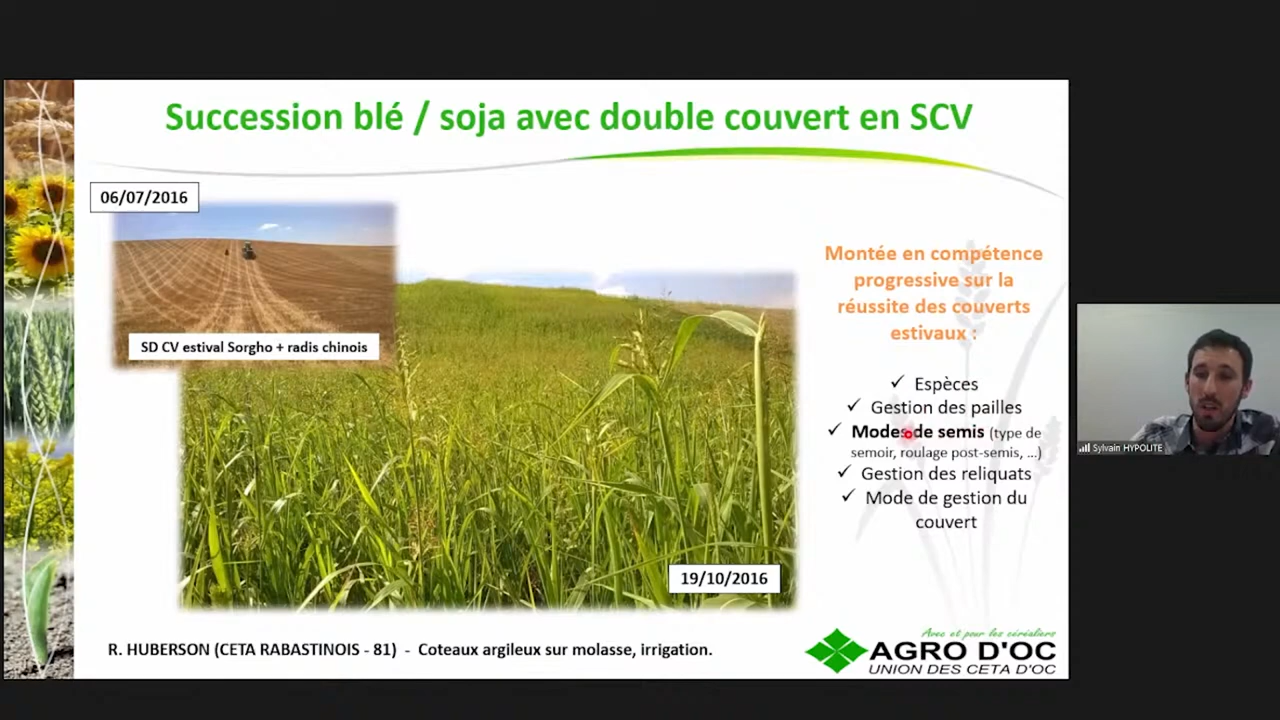 Succession blé / soja avec double couvert en SCV
06/07/2016
SD CV estival Sorgho + radis chinois
19/10/2016
Montée en compétence
progressive sur la
réussite des couverts
estivaux :
✓ Espèces
✓ Gestion des pailles
✓ Modes de semis (type de
semoir, roulage post-semis, ...)
✓ Gestion des reliquats
✓ Mode de gestion du
couvert
R. HUBERSON (CETA RABASTINOIS - 81) - Coteaux argileux sur molasse, irrigation.
Avec et pour les céréaliers
AGRO D'OC
UNION DES CETA D'OC
Sylvain HYPOLITE